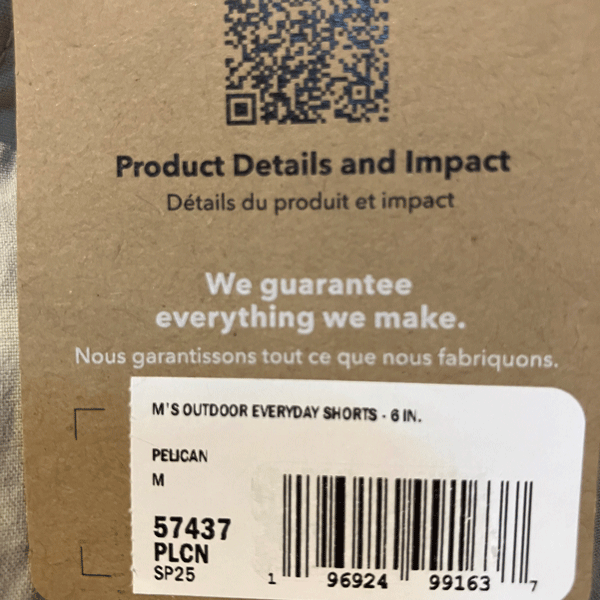 Product Details and Impact
Détails du produit et impact
We guarantee
everything we make.
Nous garantissons tout ce que nous fabriquons.
M'S OUTDOOR EVERYDAY SHORTS - 6 IN.
PELICAN
M
57437
PLCN
SP25
1 96924 99163 7